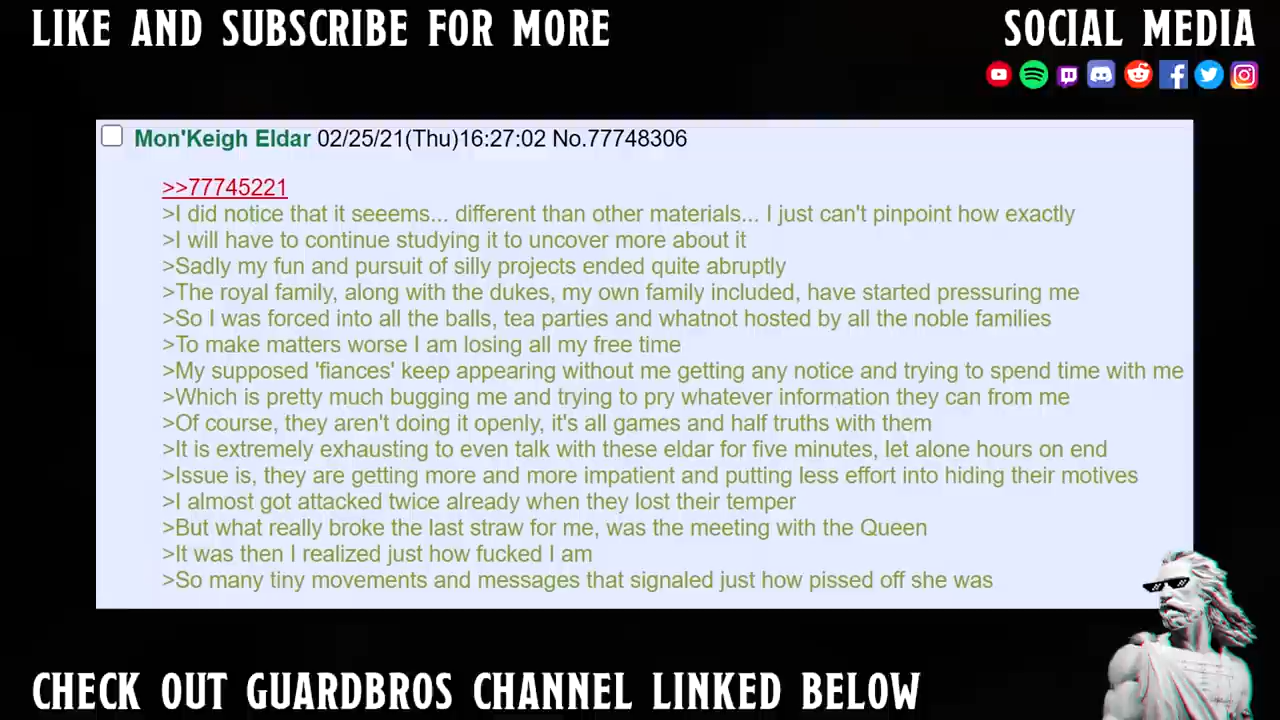 LIKE AND SUBSCRIBE FOR MORE
SOCIAL MEDIA
Mon'Keigh Eldar 02/25/21(Thu)16:27:02 No.77748306
>>77745221
>I did notice that it seeems... different than other materials... I just can't pinpoint how exactly
>I will have to continue studying it to uncover more about it
>Sadly my fun and pursuit of silly projects ended quite abruptly
>The royal family, along with the dukes, my own family included, have started pressuring me
>So I was forced into all the balls, tea parties and whatnot hosted by all the noble families
>To make matters worse I am losing all my free time
>My supposed 'fiances' keep appearing without me getting any notice and trying to spend time with me
>Which is pretty much bugging me and trying to pry whatever information they can from me
>Of course, they aren't doing it openly, it's all games and half truths with them
>It is extremely exhausting to even talk with these eldar for five minutes, let alone hours on end
>Issue is, they are getting more and more impatient and putting less effort into hiding their motives
>I almost got attacked twice already when they lost their temper
>But what really broke the last straw for me, was the meeting with the Queen
>It was then I realized just how fucked I am
>So many tiny movements and messages that signaled just how pissed off she was
CHECK OUT GUARDBROS CHANNEL LINKED BELOW